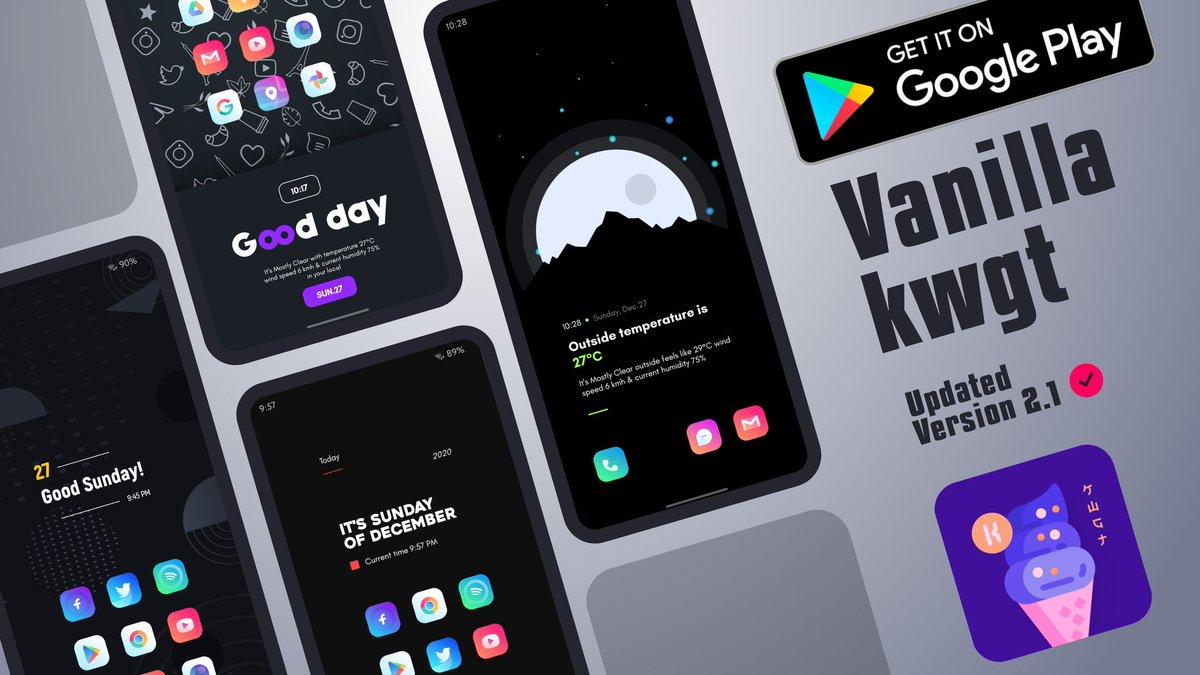 10:17
Good day
It's Mostly Clear with temperature 27°C
wind speed 6 kmh & current humidity 75%
in your local
SUN.27
10:28
10:28 • Sunday, Dec.27
Outside temperature is
27°C
It's Mostly Clear outside feels like 29°C wind
speed 6 kmh & current humidity 75%
GET IT ON
Google Play
Vanilla
kwgt
Updated
Version 2.1
K
ケ
山
G
ナ
90%
27
Good Sunday!
9:45 PM
9:57
89%
Today
2020
IT'S SUNDAY
OF DECEMBER
Current time 9:57 PM